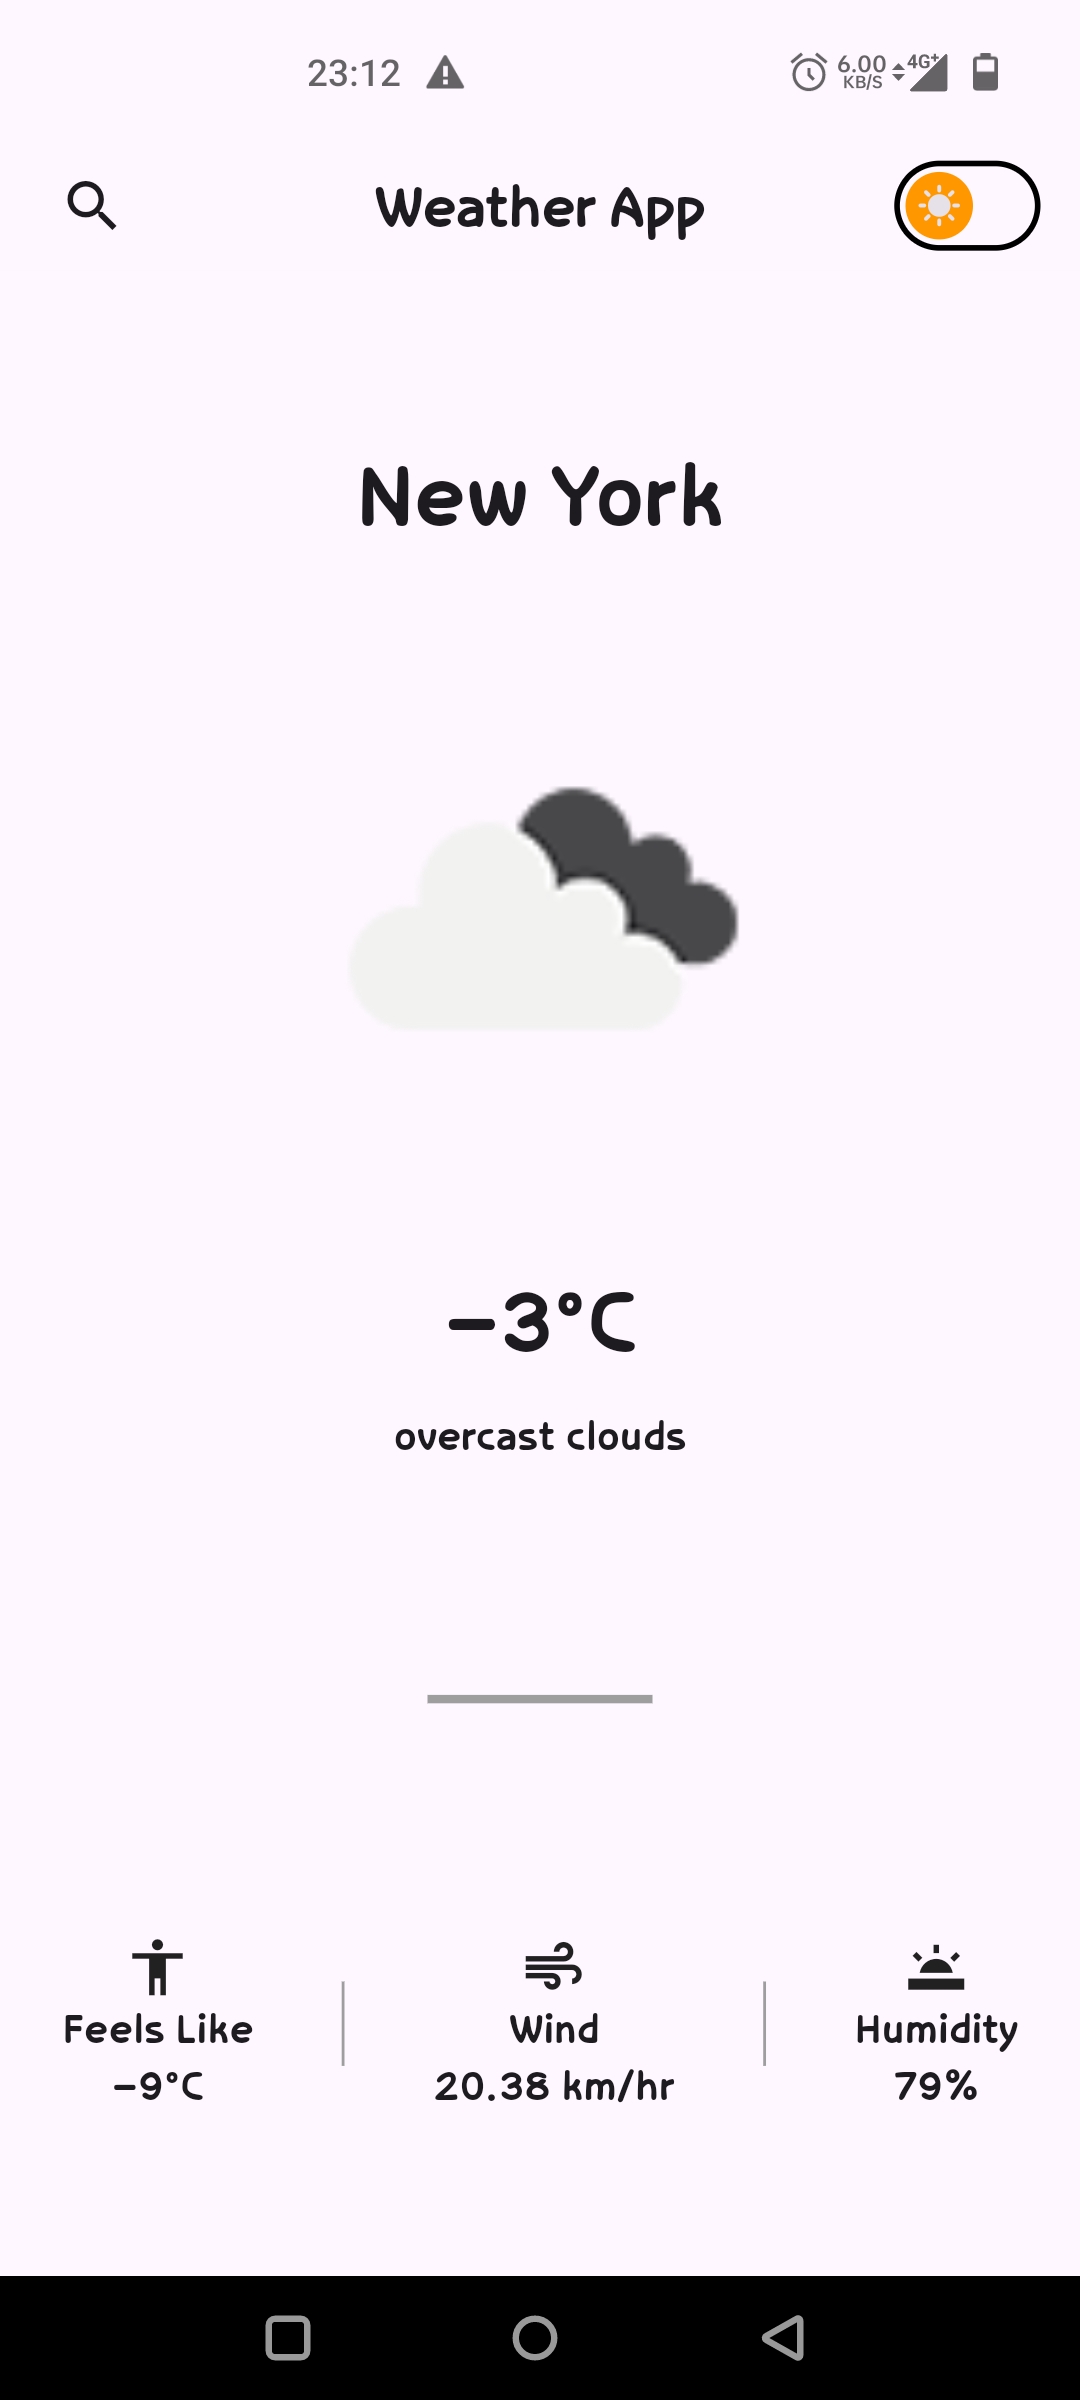 23:12
6.00 KB/S 4G+
Weather App
New York
-3°C
overcast clouds
Feels Like
-9°C
Wind
20.38 km/hr
Humidity
79%